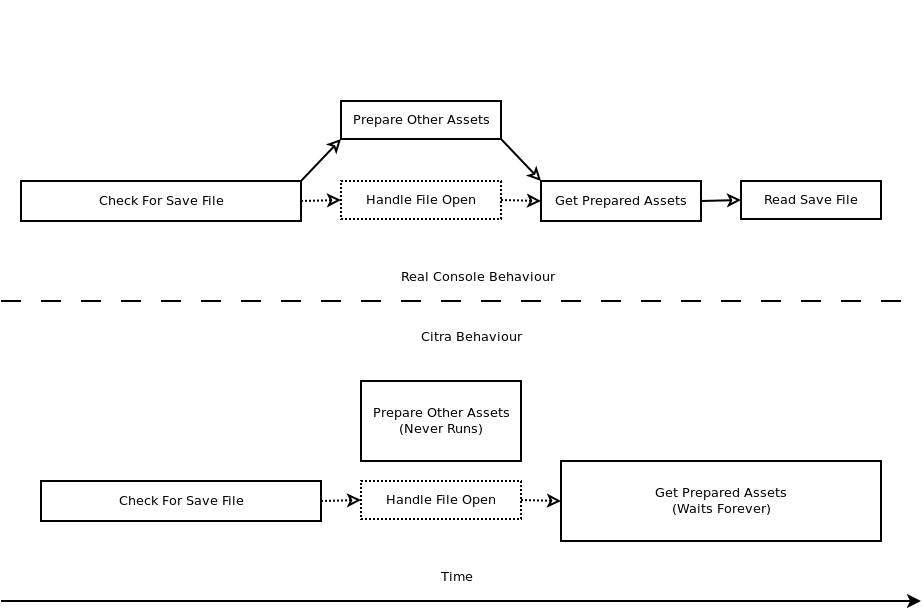 Prepare Other Assets
Check For Save File
Handle File Open
Get Prepared Assets
Read Save File
Real Console Behaviour
Citra Behaviour
Prepare Other Assets
(Never Runs)
Check For Save File
Handle File Open
Get Prepared Assets
(Waits Forever)
Time